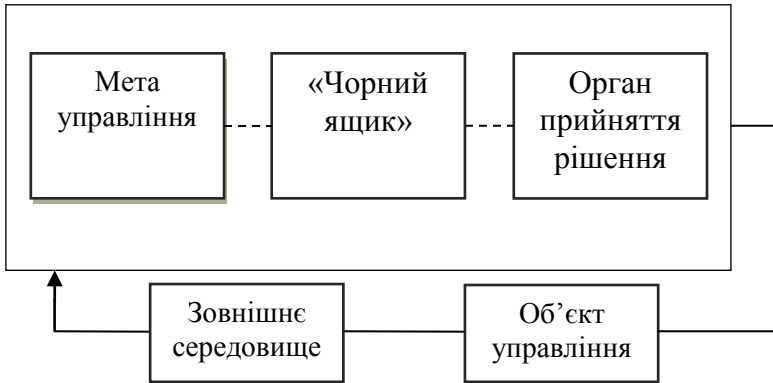 Мета
управління
«Чорний
ящик»
Орган
прийняття
рішення
Зовнішнє
середовище
Об’єкт
управління